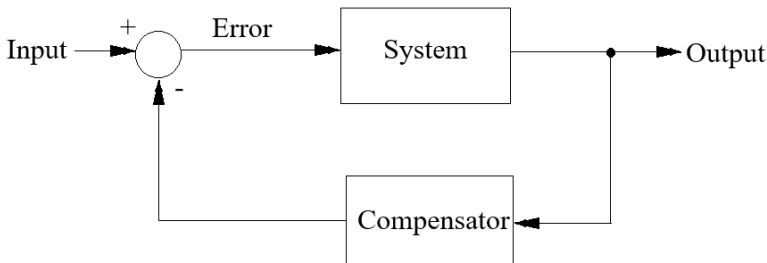 +
Error
System
Input
Output
-
Compensator